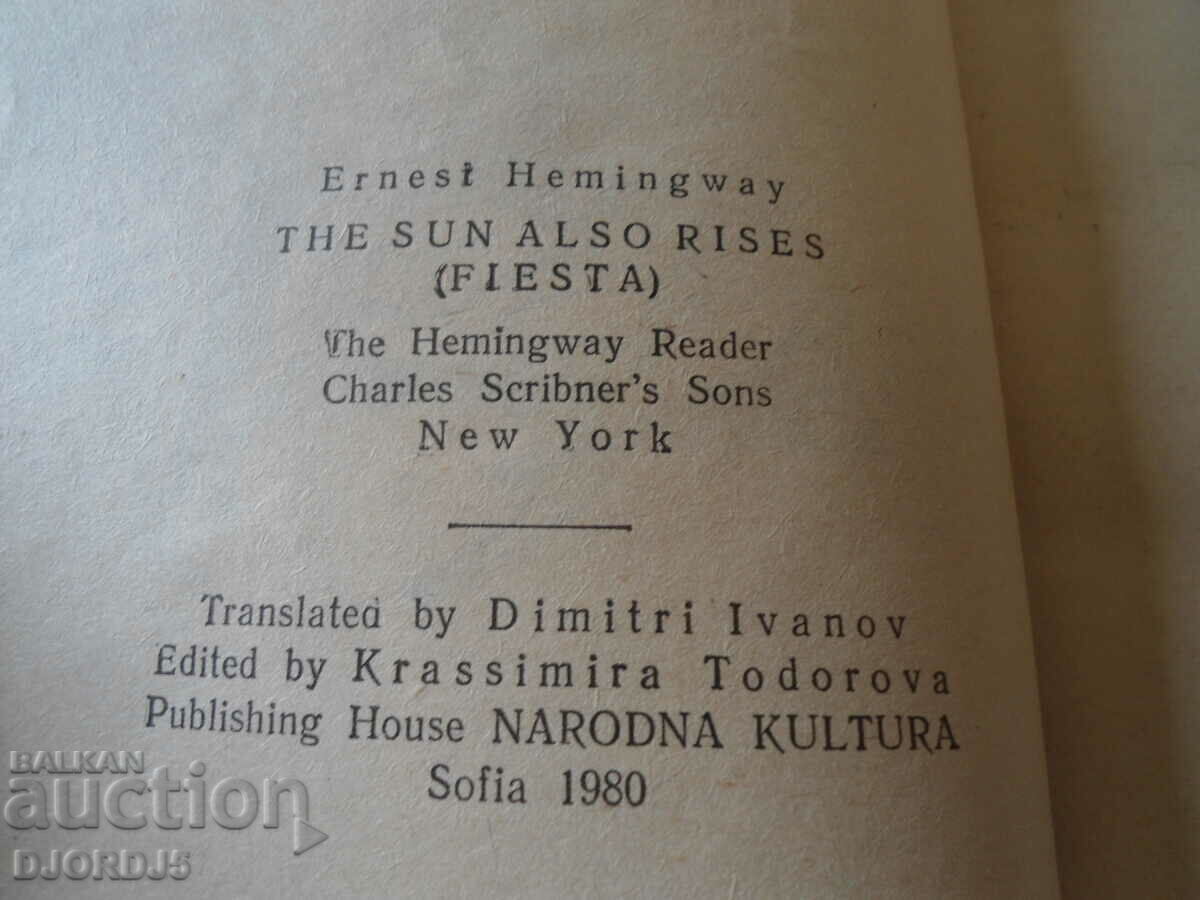 Ernest Hemingway
THE SUN ALSO RISES
(FIESTA)
The Hemingway Reader
Charles Scribner's Sons
New York
Translated by Dimitri Ivanov
Edited by Krassimira Todorova
Publishing House NARODNA KULTURA
Sofia 1980
BALKAN
auction
DJORDJ5